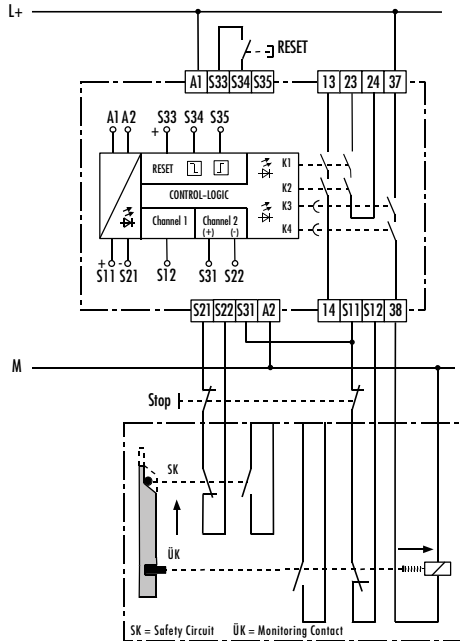 L+
RESET
A1 S33 S34 S35 13 23 24 37
A1 A2 S33 S34 S35
+
RESET
K1
CONTROL-LOGIC
K2
K3
Channel 1 Channel 2
(+) (-)
K4
+ -
S11 S21 S12 S31 S22
S21 S22 S31 A2 14 S11 S12 38
M
Stop
SK
ÜK
SK = Safety Circuit ÜK = Monitoring Contact